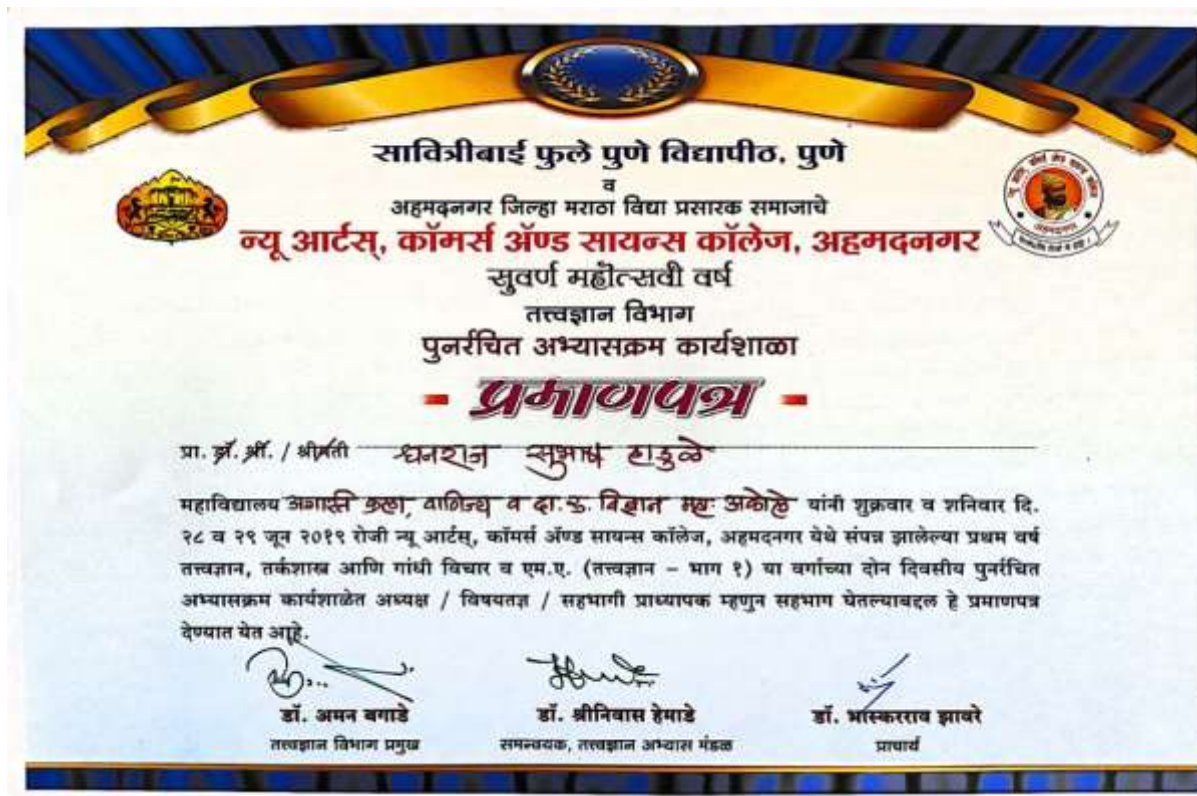 सावित्रीबाई फुले पुणे विद्यापीठ, पुणे
व
अहमदनगर जिल्हा मराठा विद्या प्रसारक समाजाचे
न्यू आर्टस्, कॉमर्स ॲण्ड सायन्स कॉलेज, अहमदनगर
सुवर्ण महोत्सवी वर्ष
तत्त्वज्ञान विभाग
पुनर्रचित अभ्यासक्रम कार्यशाळा
- प्रमाणपत्र -
प्रा. डॉ. श्री. / श्रीमती धनराज सुभाष हाडुळे
महाविद्यालय अगस्ति कला, वाणिज्य व दा. रु. विज्ञान महा. अकोले यांनी शुक्रवार व शनिवार दि.
२८ व २९ जून २०१९ रोजी न्यू आर्टस्, कॉमर्स ॲण्ड सायन्स कॉलेज, अहमदनगर येथे संपन्न झालेल्या प्रथम वर्ष
तत्त्वज्ञान, तर्कशास्त्र आणि गांधी विचार व एम.ए. (तत्त्वज्ञान – भाग १) या वर्गाच्या दोन दिवसीय पुनर्रचित
अभ्यासक्रम कार्यशाळेत अध्यक्ष / विषयतज्ञ / सहभागी प्राध्यापक म्हणुन सहभाग घेतल्याबद्दल हे प्रमाणपत्र
देण्यात येत आहे.
डॉ. अमन बगाडे डॉ. श्रीनिवास हेमाडे डॉ. भास्करराव झावरे
तत्त्वज्ञान विभाग प्रमुख समन्वयक, तत्त्वज्ञान अभ्यास मंडळ प्राचार्य